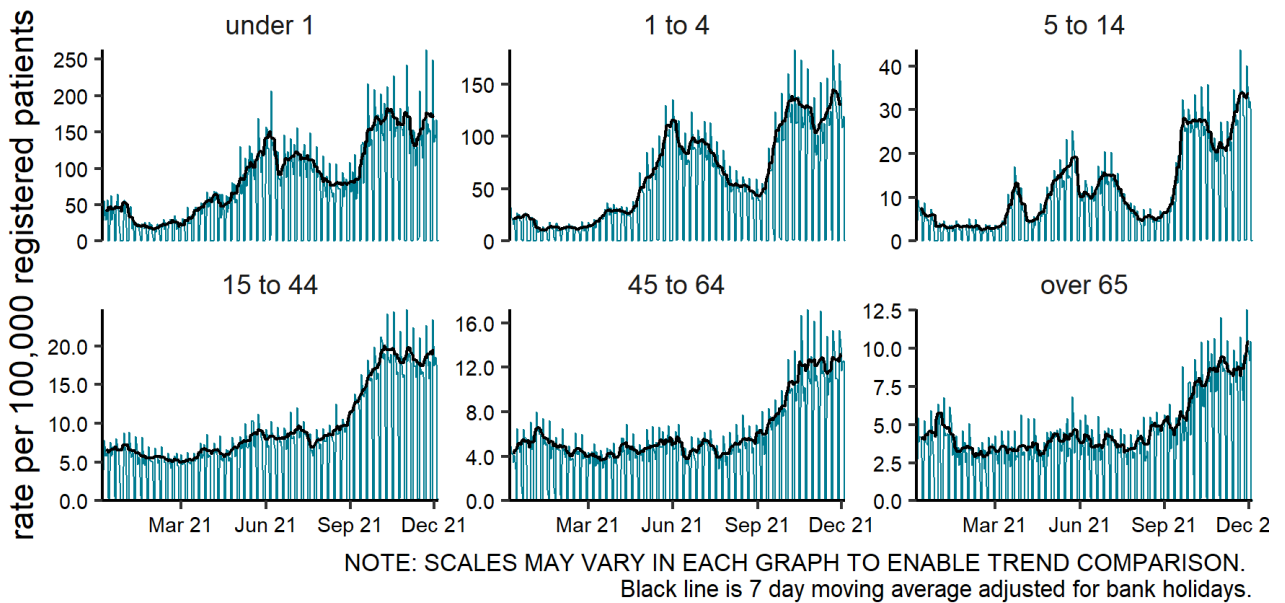 rate per 100,000 registered patients
under 1
1 to 4
5 to 14
250
200
150
100
50
0
150
100
50
0
40
30
20
10
0
15 to 44
45 to 64
over 65
20.0
15.0
10.0
5.0
0.0
16.0
12.0
8.0
4.0
0.0
12.5
10.0
7.5
5.0
2.5
0.0
Mar 21 Jun 21 Sep 21 Dec 21
Mar 21 Jun 21 Sep 21 Dec 21
Mar 21 Jun 21 Sep 21 Dec 2
NOTE: SCALES MAY VARY IN EACH GRAPH TO ENABLE TREND COMPARISON.
Black line is 7 day moving average adjusted for bank holidays.